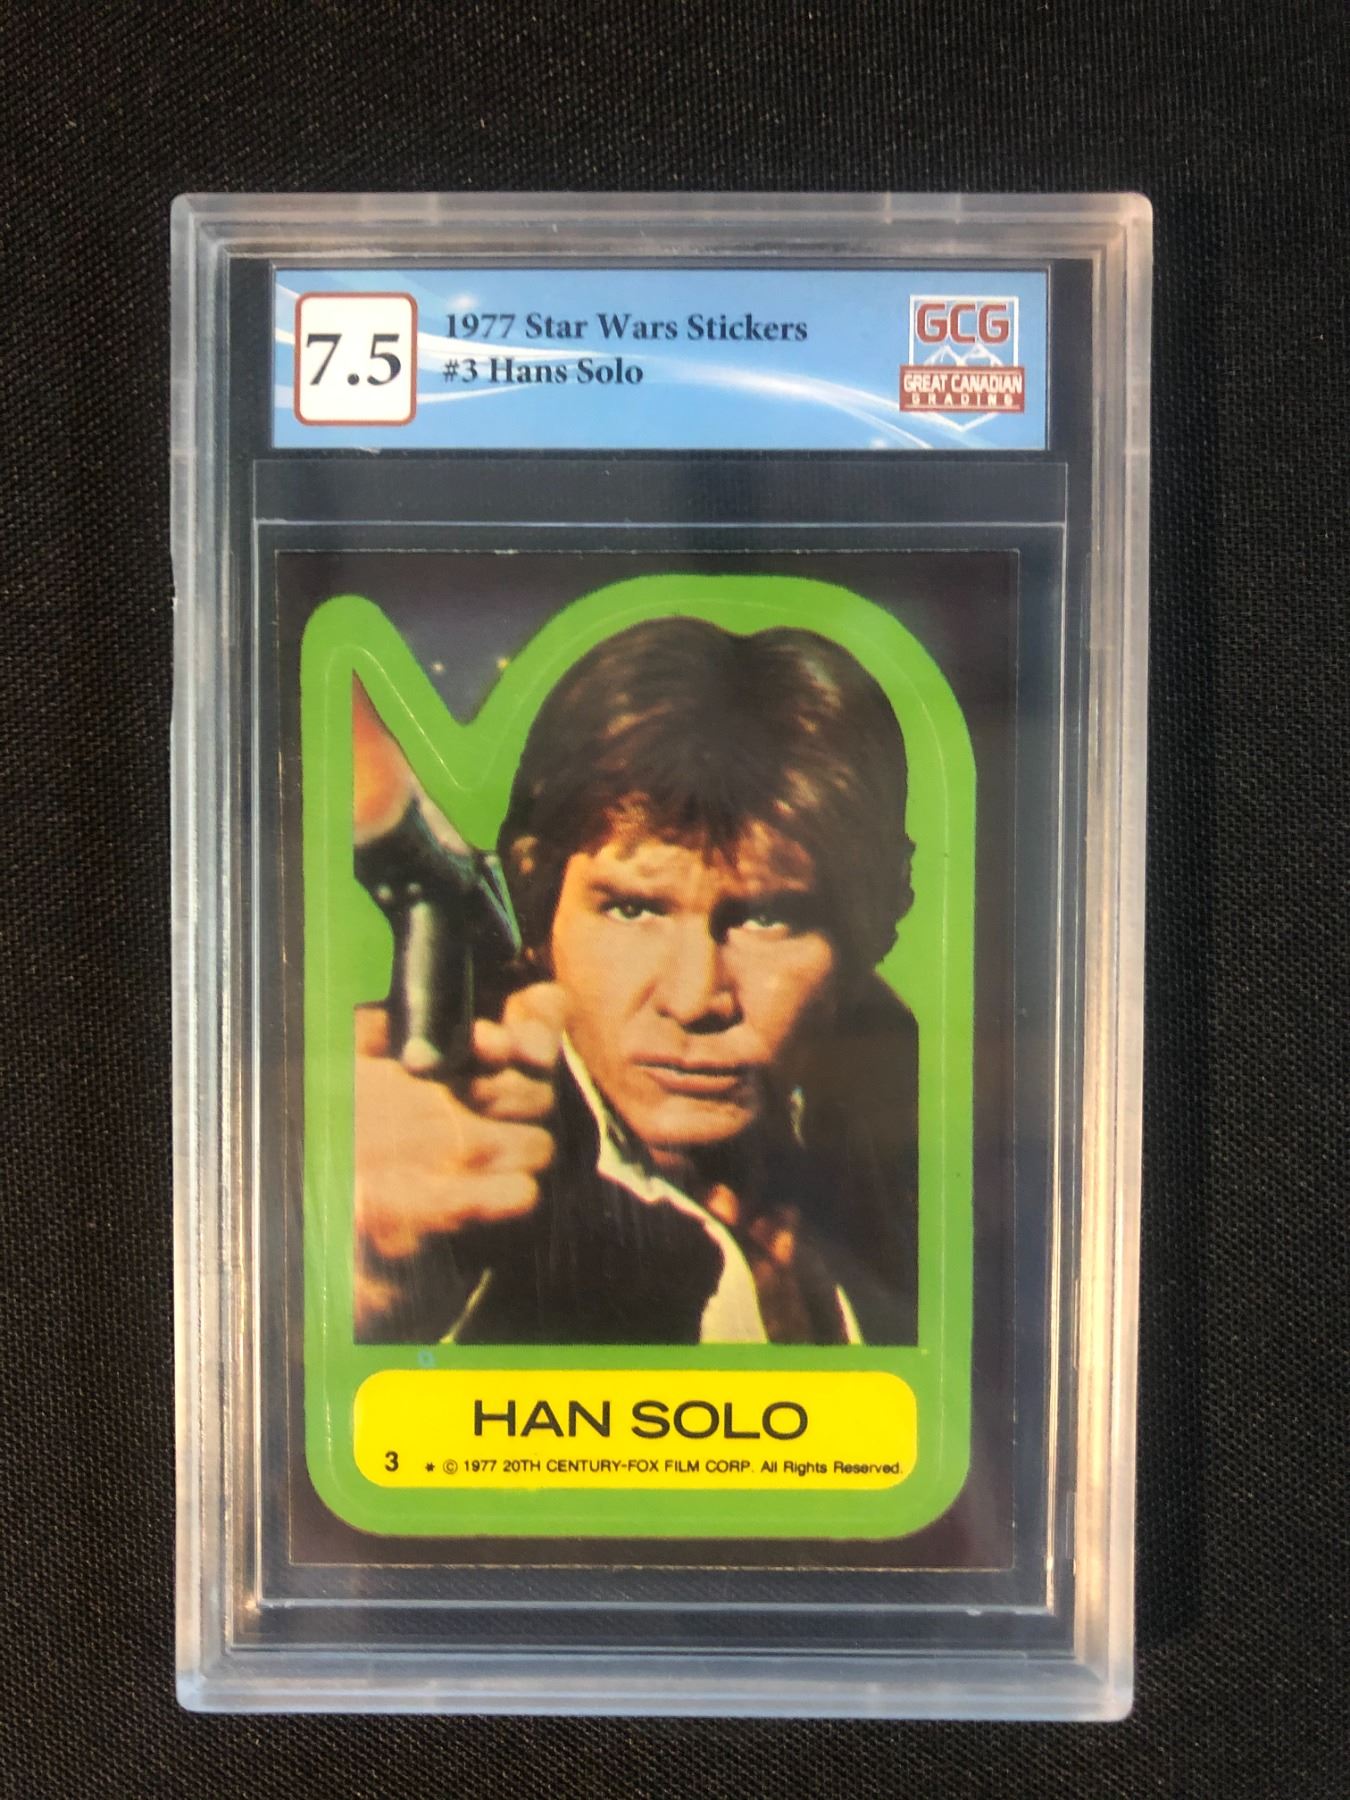 7.5
1977 Star Wars Stickers
#3 Hans Solo
GCG
GREAT CANADIAN
GRADING
HAN SOLO
3 * © 1977 20TH CENTURY-FOX FILM CORP. All Rights Reserved.